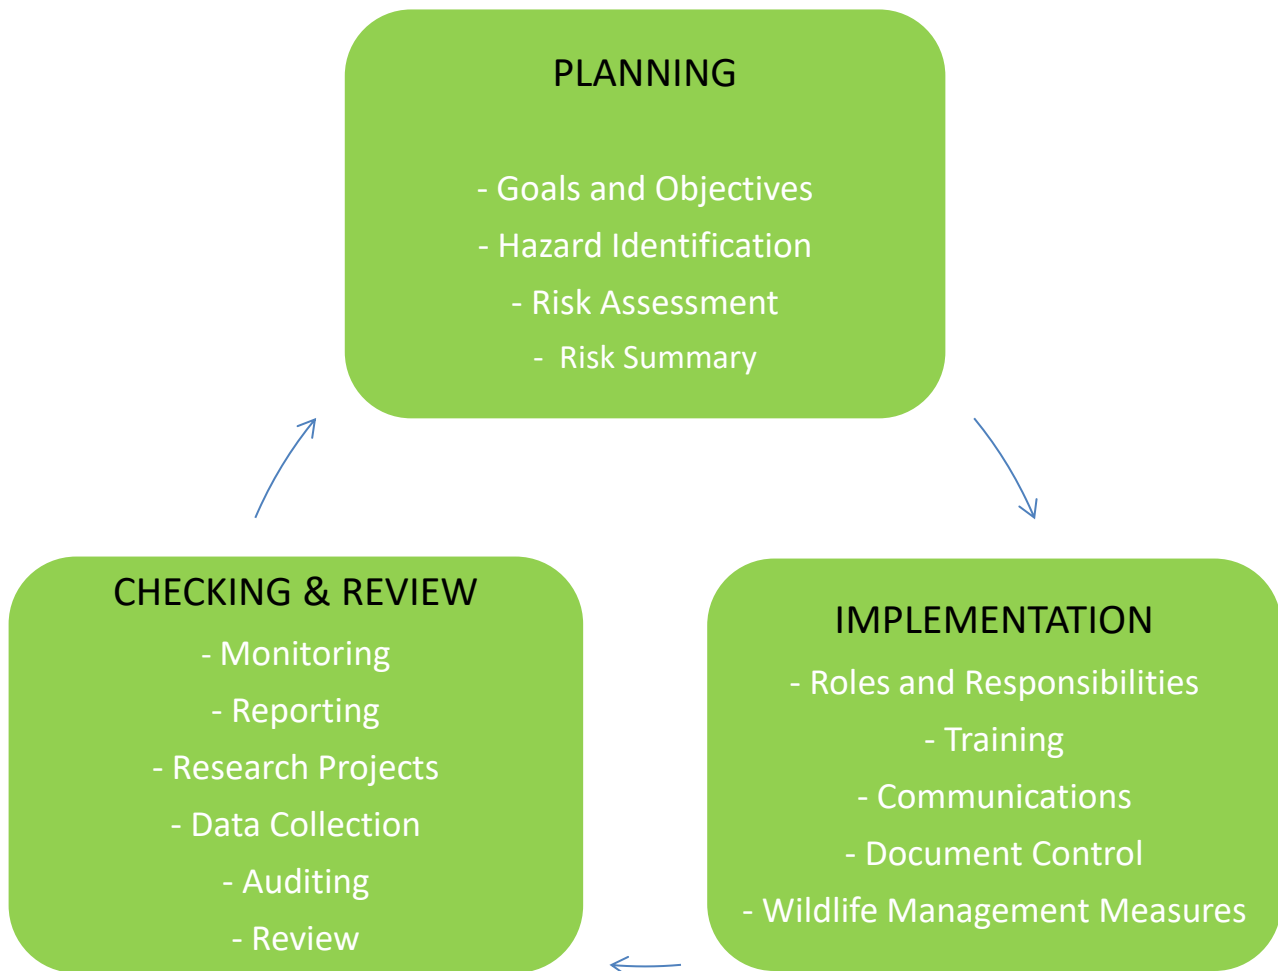 PLANNING
- Goals and Objectives
- Hazard Identification
- Risk Assessment
- Risk Summary
CHECKING & REVIEW
- Monitoring
- Reporting
- Research Projects
- Data Collection
- Auditing
- Review
IMPLEMENTATION
- Roles and Responsibilities
- Training
- Communications
- Document Control
- Wildlife Management Measures